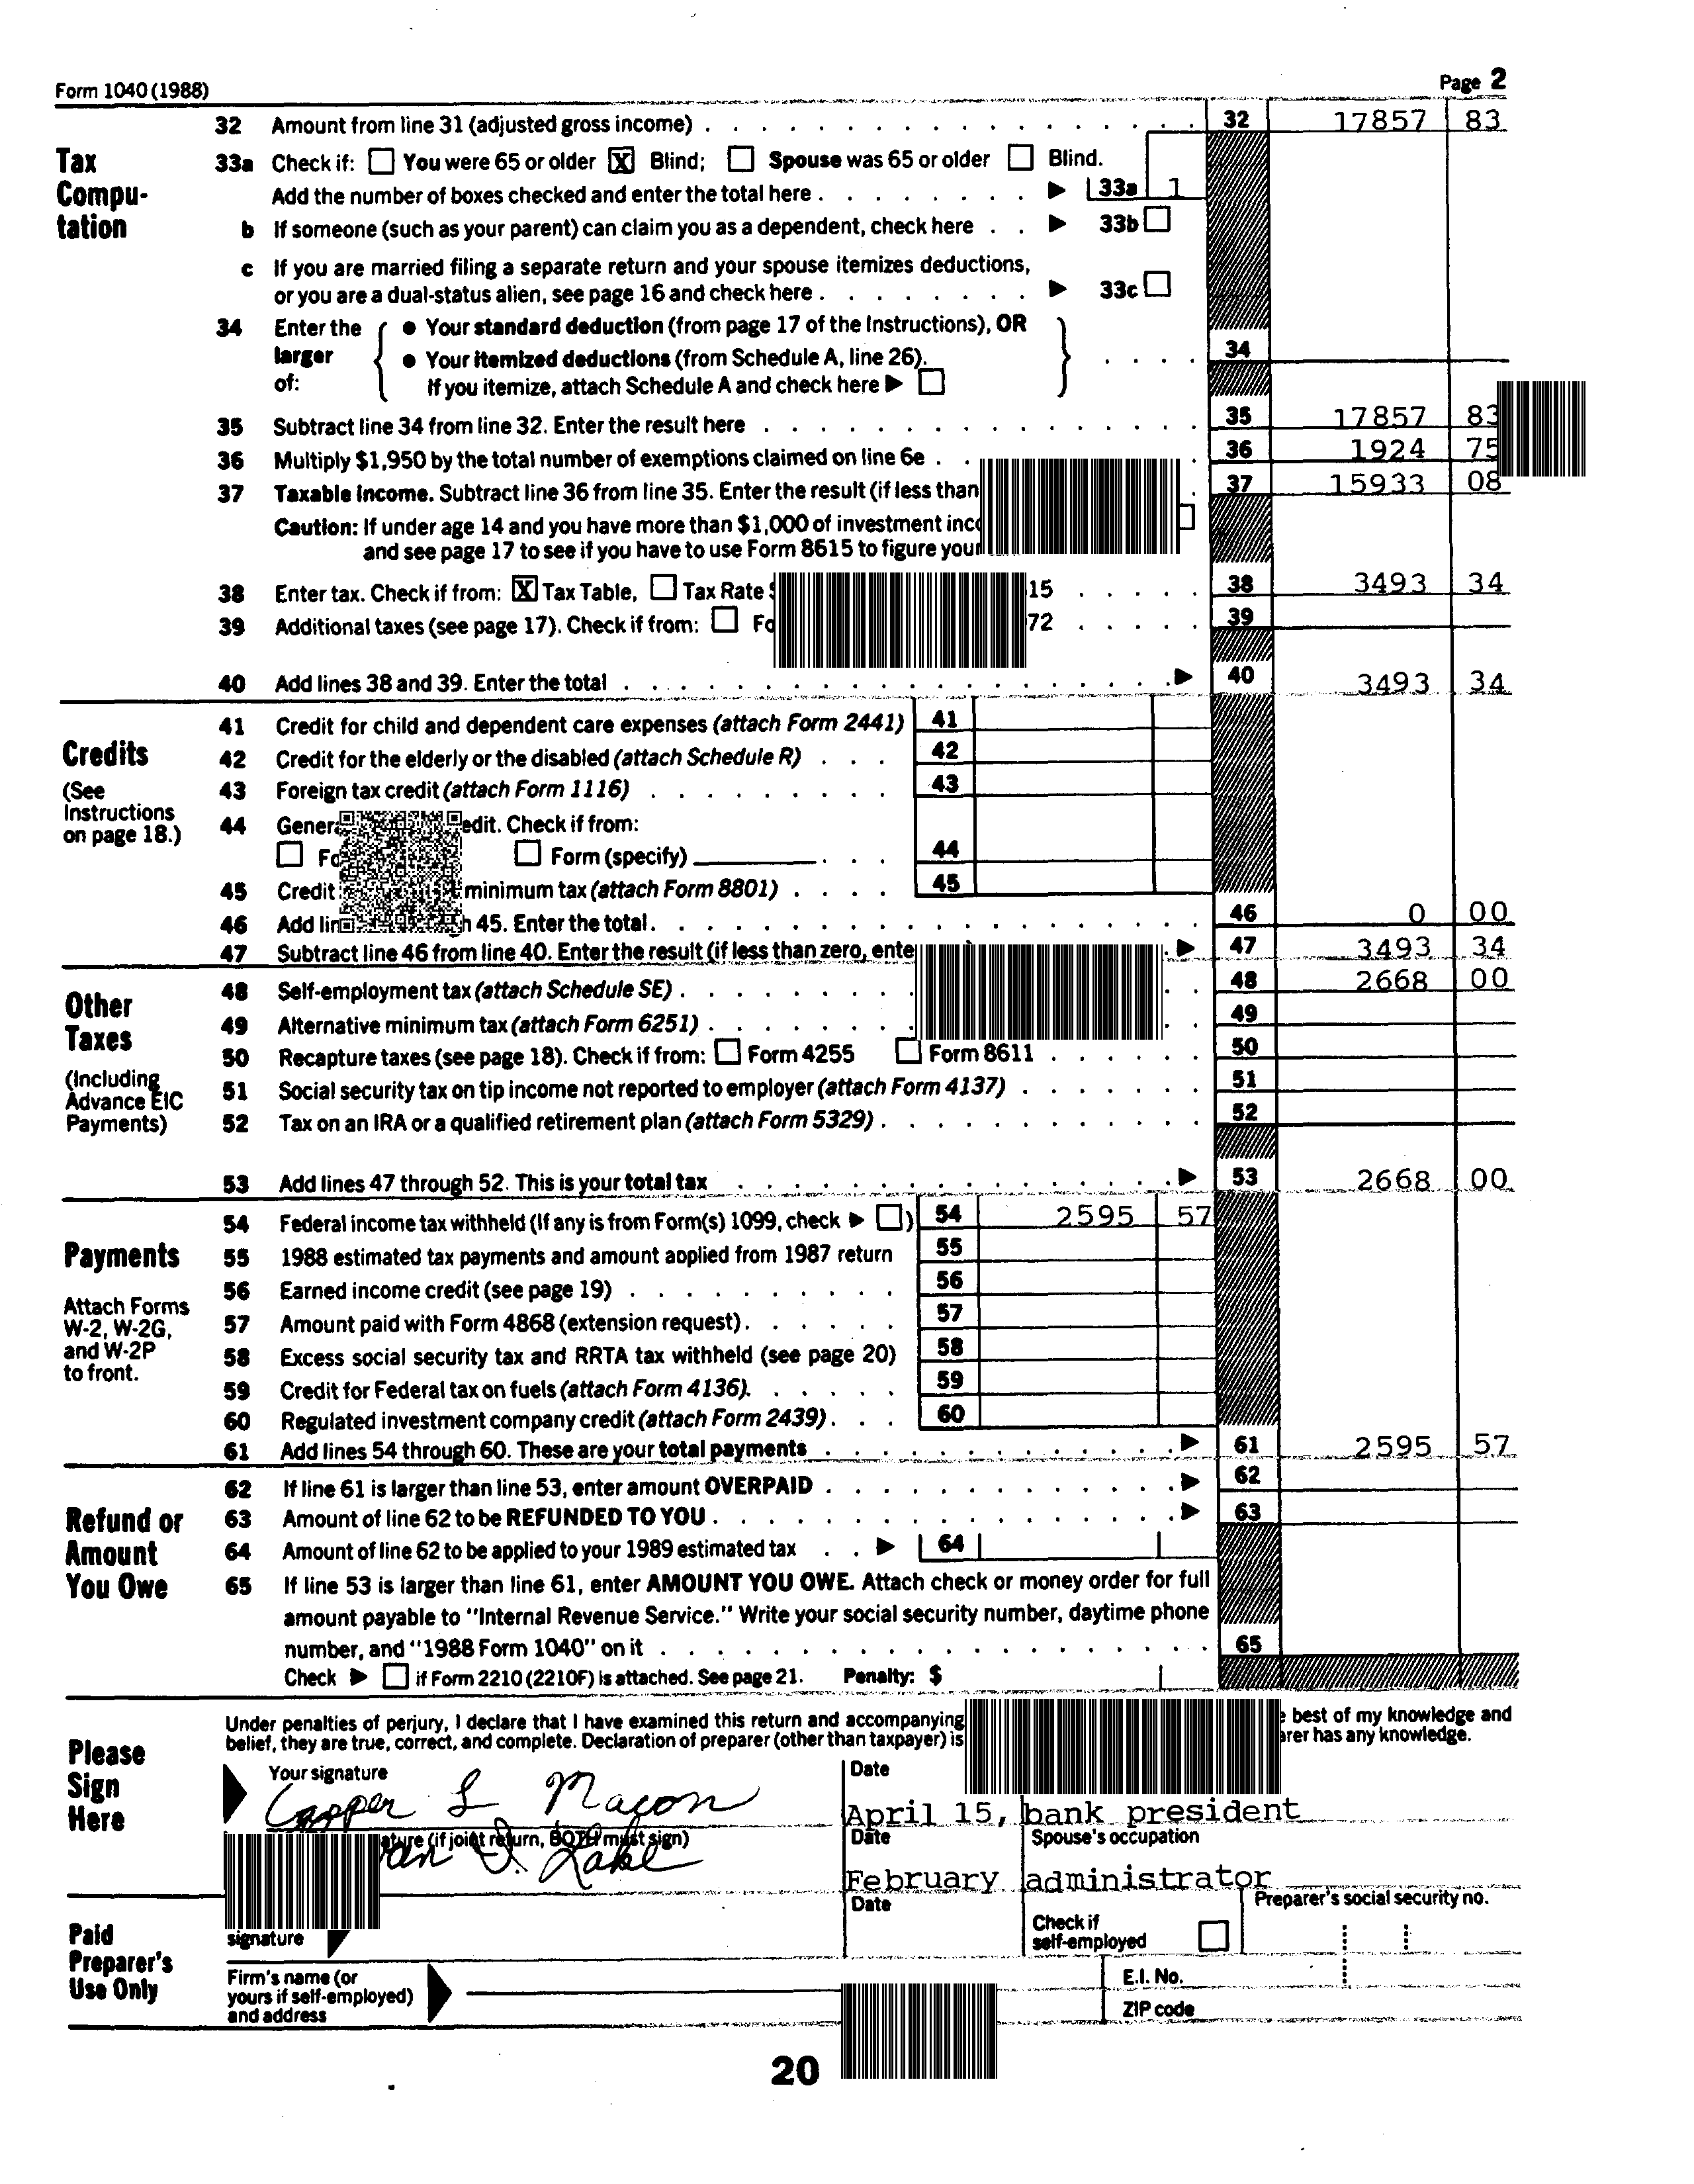 Form 1040 (1988) Page 2
32 Amount from line 31 (adjusted gross income) 32 17857 83
Tax Compu-tation
33a Check if: You were 65 or older X Blind; Spouse was 65 or older Blind.
Add the number of boxes checked and enter the total here 33a 1
b If someone (such as your parent) can claim you as a dependent, check here 33b
c If you are married filing a separate return and your spouse itemizes deductions,
or you are a dual-status alien, see page 16 and check here 33c
34 Enter the larger of:
• Your standard deduction (from page 17 of the Instructions), OR
• Your itemized deductions (from Schedule A, line 26). 34
If you itemize, attach Schedule A and check here
35 Subtract line 34 from line 32. Enter the result here 35 17857 83
36 Multiply $1,950 by the total number of exemptions claimed on line 6e 36 1924 75
37 Taxable income. Subtract line 36 from line 35. Enter the result (if less than 37 15933 08
Caution: If under age 14 and you have more than $1,000 of investment
and see page 17 to see if you have to use Form 8615 to figure
38 Enter tax. Check if from: X Tax Table, Tax Rate 15 38 3493 34
39 Additional taxes (see page 17). Check if from: 72 39
40 Add lines 38 and 39. Enter the total 40 3493 34
Credits
(See Instructions on page 18.)
41 Credit for child and dependent care expenses (attach Form 2441) 41
42 Credit for the elderly or the disabled (attach Schedule R) 42
43 Foreign tax credit (attach Form 1116) 43
44 edit. Check if from:
Form (specify) 44
45 Credit minimum tax (attach Form 8801) 45
46 Add 45. Enter the total 46 0 00
47 Subtract line 46 from line 40. Enter the result (if less than zero, 47 3493 34
Other Taxes
(Including Advance EIC Payments)
48 Self-employment tax (attach Schedule SE) 48 2668 00
49 Alternative minimum tax (attach Form 6251) 49
50 Recapture taxes (see page 18). Check if from: Form 4255 Form 8611 50
51 Social security tax on tip income not reported to employer (attach Form 4137) 51
52 Tax on an IRA or a qualified retirement plan (attach Form 5329) 52
53 Add lines 47 through 52. This is your total tax 53 2668 00
Payments
Attach Forms W-2, W-2G, and W-2P to front.
54 Federal income tax withheld (If any is from Form(s) 1099, check ) 54 2595 57
55 1988 estimated tax payments and amount applied from 1987 return 55
56 Earned income credit (see page 19) 56
57 Amount paid with Form 4868 (extension request) 57
58 Excess social security tax and RRTA tax withheld (see page 20) 58
59 Credit for Federal tax on fuels (attach Form 4136) 59
60 Regulated investment company credit (attach Form 2439) 60
61 Add lines 54 through 60. These are your total payments 61 2595 57
Refund or Amount You Owe
62 If line 61 is larger than line 53, enter amount OVERPAID 62
63 Amount of line 62 to be REFUNDED TO YOU 63
64 Amount of line 62 to be applied to your 1989 estimated tax 64
65 If line 53 is larger than line 61, enter AMOUNT YOU OWE. Attach check or money order for full
amount payable to "Internal Revenue Service." Write your social security number, daytime phone
number, and "1988 Form 1040" on it 65
Check if Form 2210 (2210F) is attached. See page 21. Penalty: $
Please Sign Here
Under penalties of perjury, I declare that I have examined this return and accompanying best of my knowledge and
belief, they are true, correct, and complete. Declaration of preparer (other than taxpayer) is has any knowledge.
Your signature Date
L Macon April 15, bank president
(if joint return, BOTH must sign) Date Spouse's occupation
Lake February administrator
Paid Preparer's Use Only
signature Date Check if self-employed Preparer's social security no.
Firm's name (or yours if self-employed) and address E.I. No.
ZIP code
20